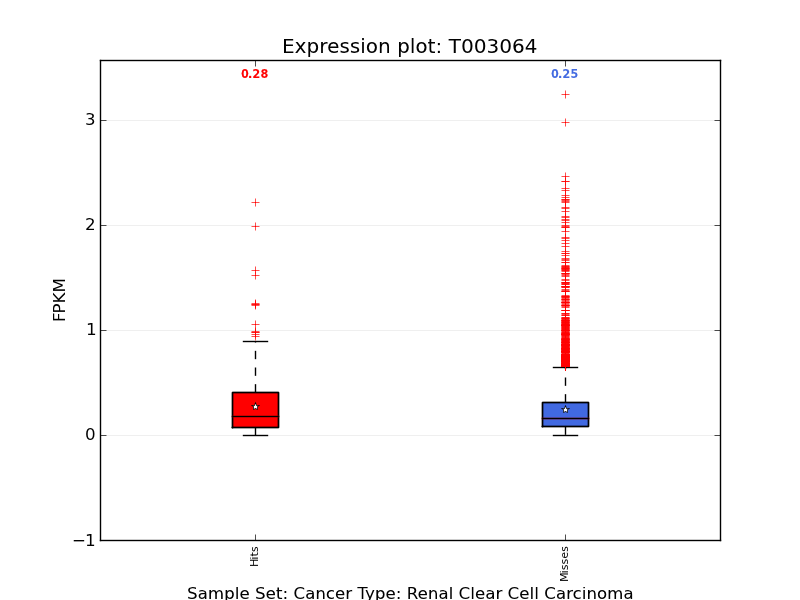 Expression plot: T003064
0.28
0.25
3
2
1
0
−1
FPKM
Hits
Misses
Sample Set: Cancer Type: Renal Clear Cell Carcinoma